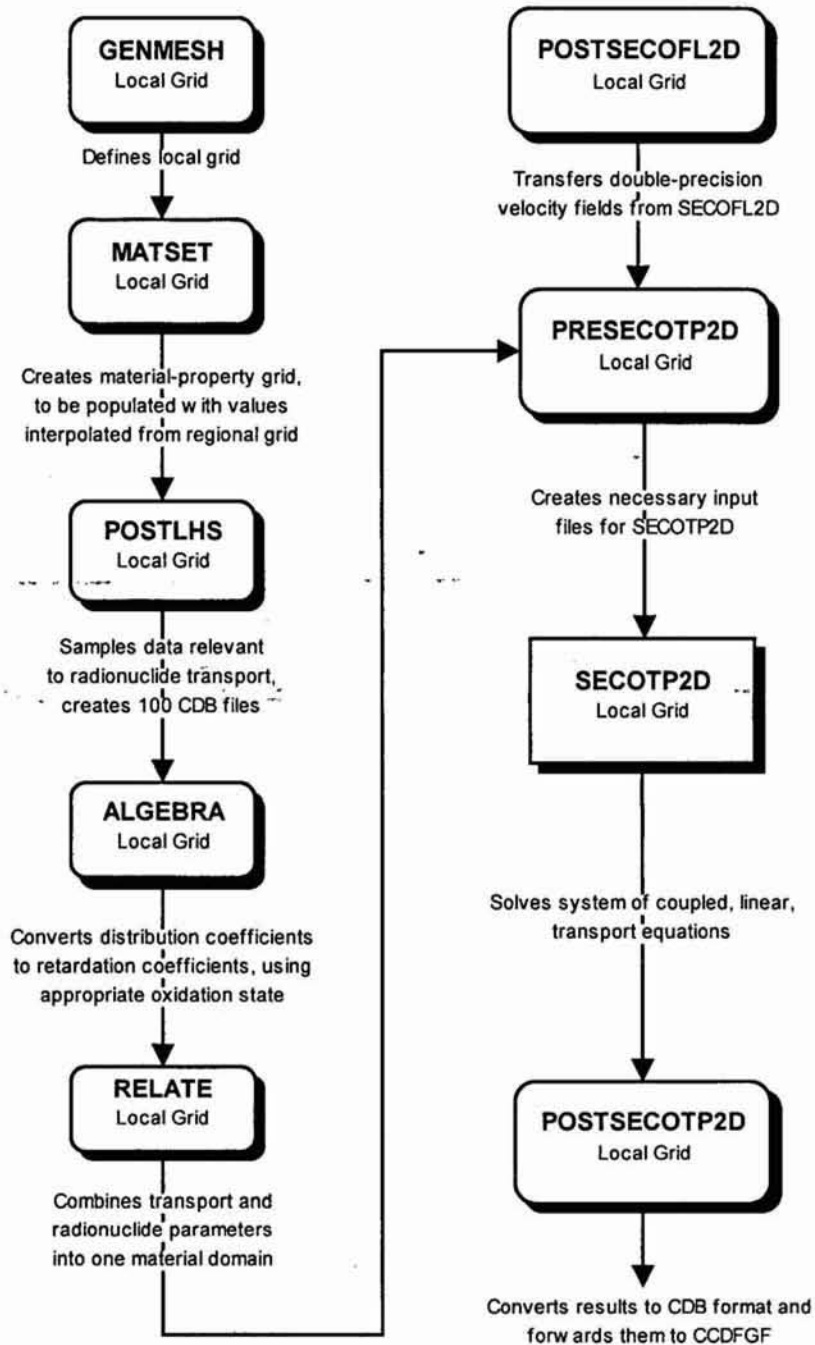 GENMESH
Local Grid
Defines local grid
MATSET
Local Grid
Creates material-property grid,
to be populated with values
interpolated from regional grid
POSTLHS
Local Grid
Samples data relevant
to radionuclide transport,
creates 100 CDB files
ALGEBRA
Local Grid
Converts distribution coefficients
to retardation coefficients, using
appropriate oxidation state
RELATE
Local Grid
Combines transport and
radionuclide parameters
into one material domain
POSTSECOFL2D
Local Grid
Transfers double-precision
velocity fields from SECOFL2D
PRESECOTP2D
Local Grid
Creates necessary input
files for SECOTP2D
SECOTP2D
Local Grid
Solves system of coupled, linear,
transport equations
POSTSECOTP2D
Local Grid
Converts results to CDB format and
forwards them to CCDFGF